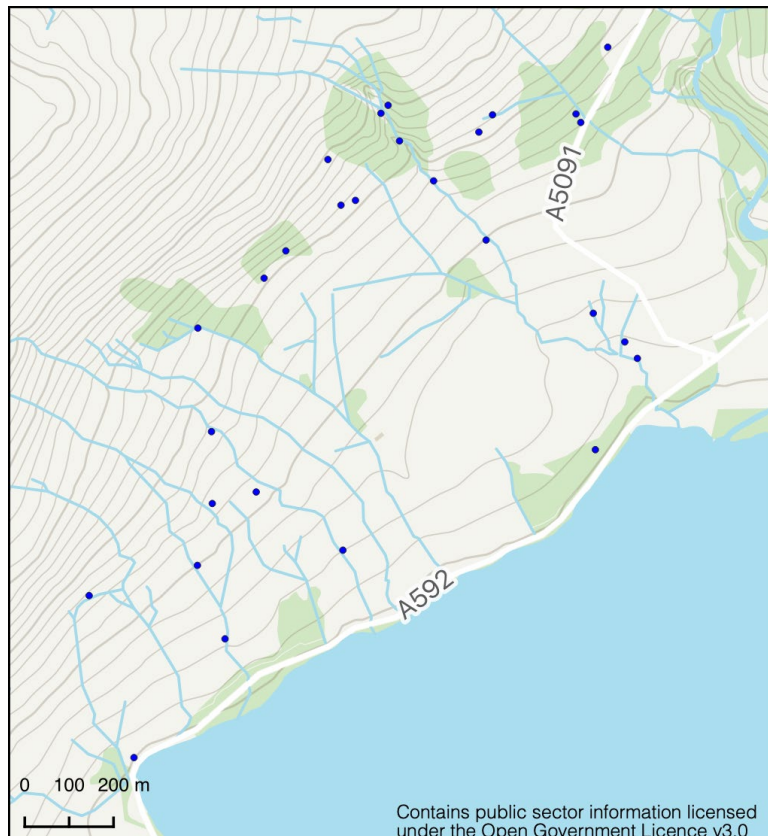 A5091
A592
0 100 200 m
Contains public sector information licensed
under the Open Government Licence v3.0